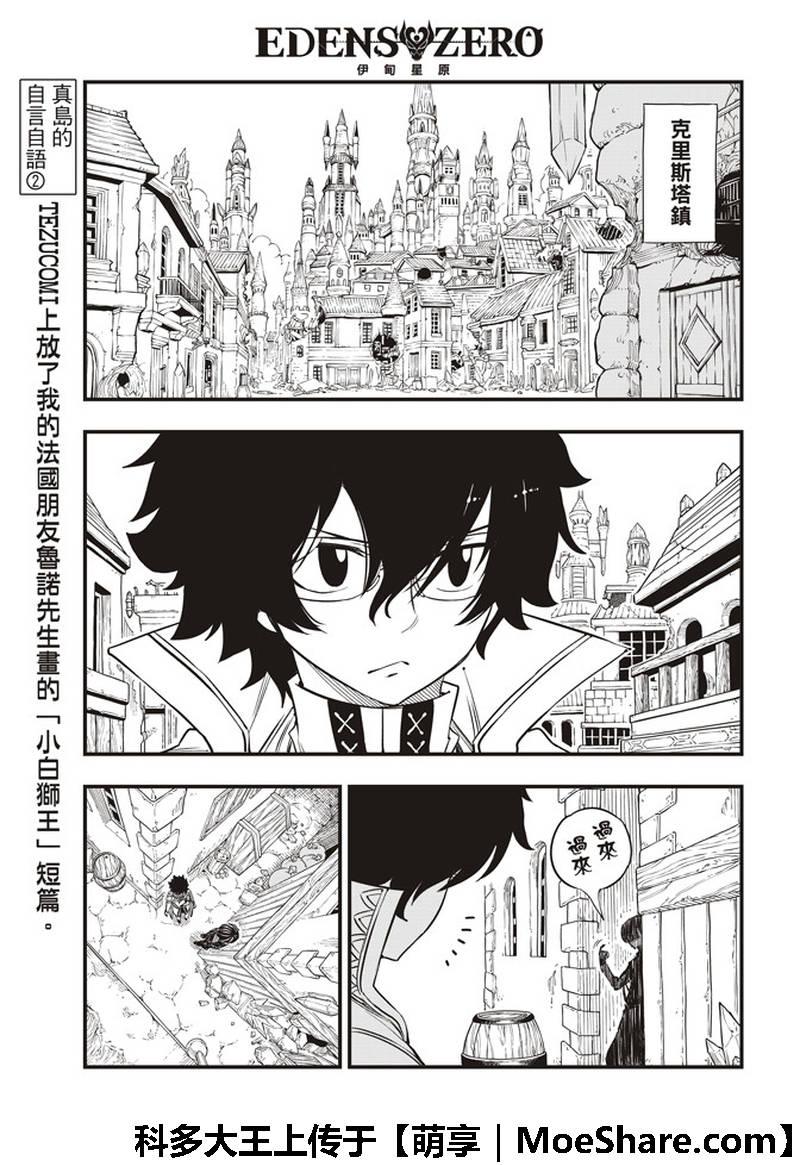 EDENS ZERO
伊甸星原
克里斯塔鎮
真島的
自言自語②
TEZUCOMI上放了我的法國朋友魯諾先生畫的「小白獅王」短篇。
過來
過來
科多大王上传于【萌享 | MoeShare.com】